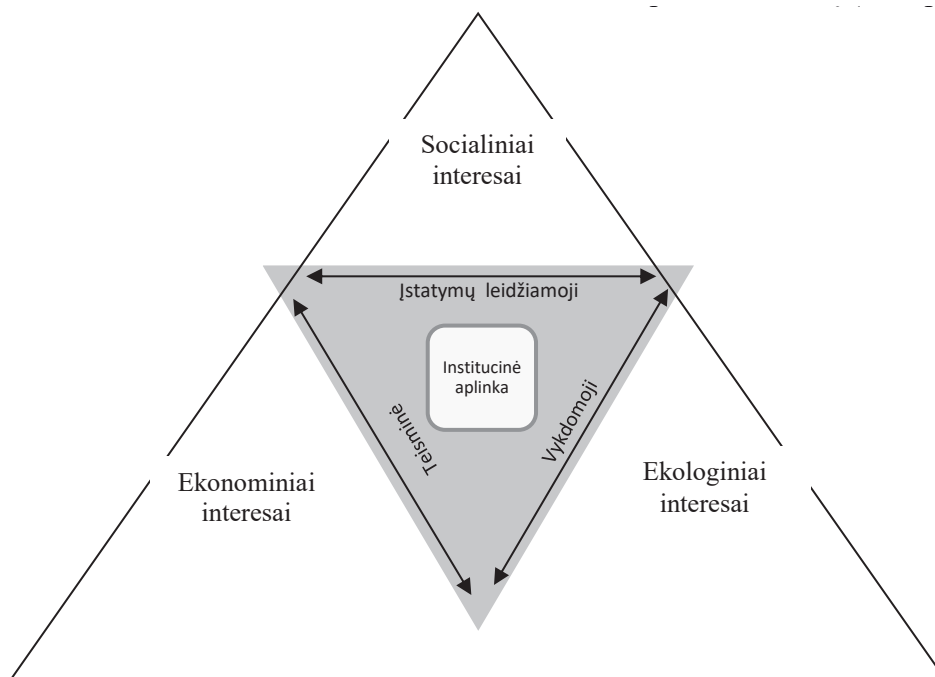 Socialiniai
interesai
Įstatymų leidžiamoji
Institucinė
aplinka
Teisminė
Vykdomoji
Ekonominiai
interesai
Ekologiniai
interesai